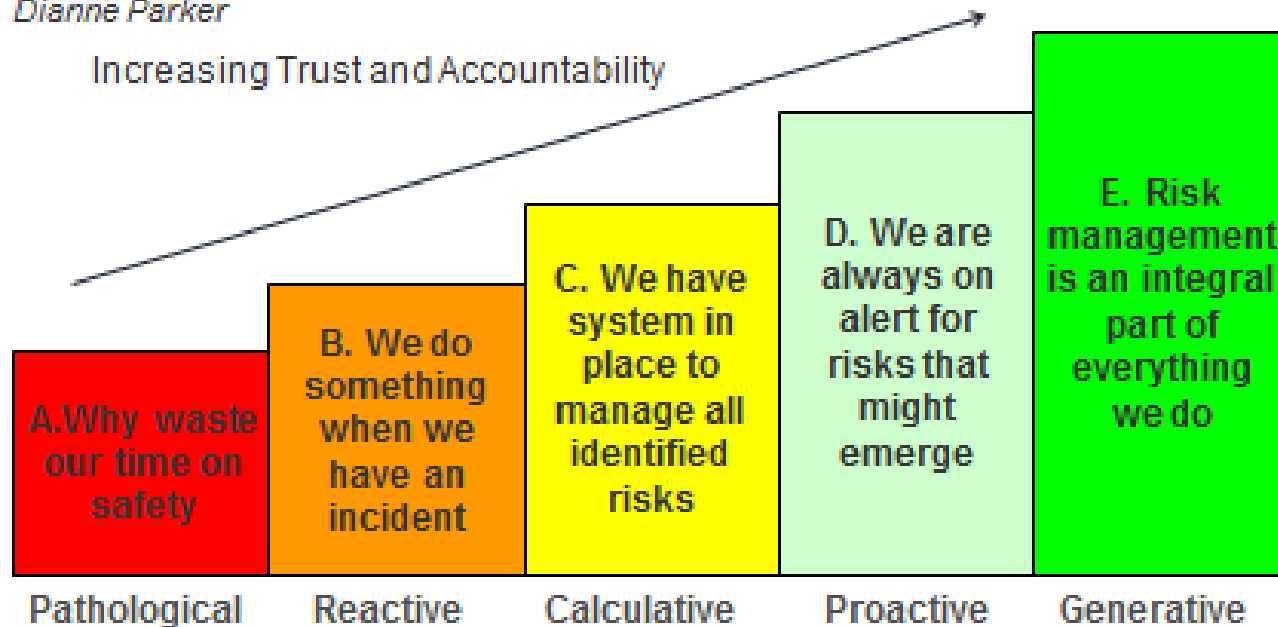 Dianne Parker
Increasing Trust and Accountability
A.Why waste
our time on
safety
B. We do
something
when we
have an
incident
C. We have
system in
place to
manage all
identified
risks
D. We are
always on
alert for
risks that
might
emerge
E. Risk
management
is an integral
part of
everything
we do
Pathological
Reactive
Calculative
Proactive
Generative